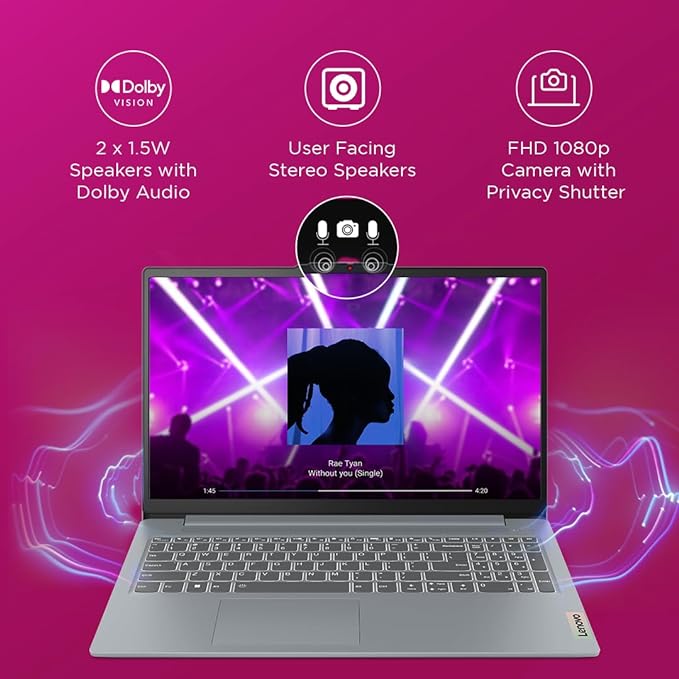 Dolby
VISION
2 x 1.5W
Speakers with
Dolby Audio
User Facing
Stereo Speakers
FHD 1080p
Camera with
Privacy Shutter
Rae Tyan
Without you (Single)
1:45
4:20
Lenovo